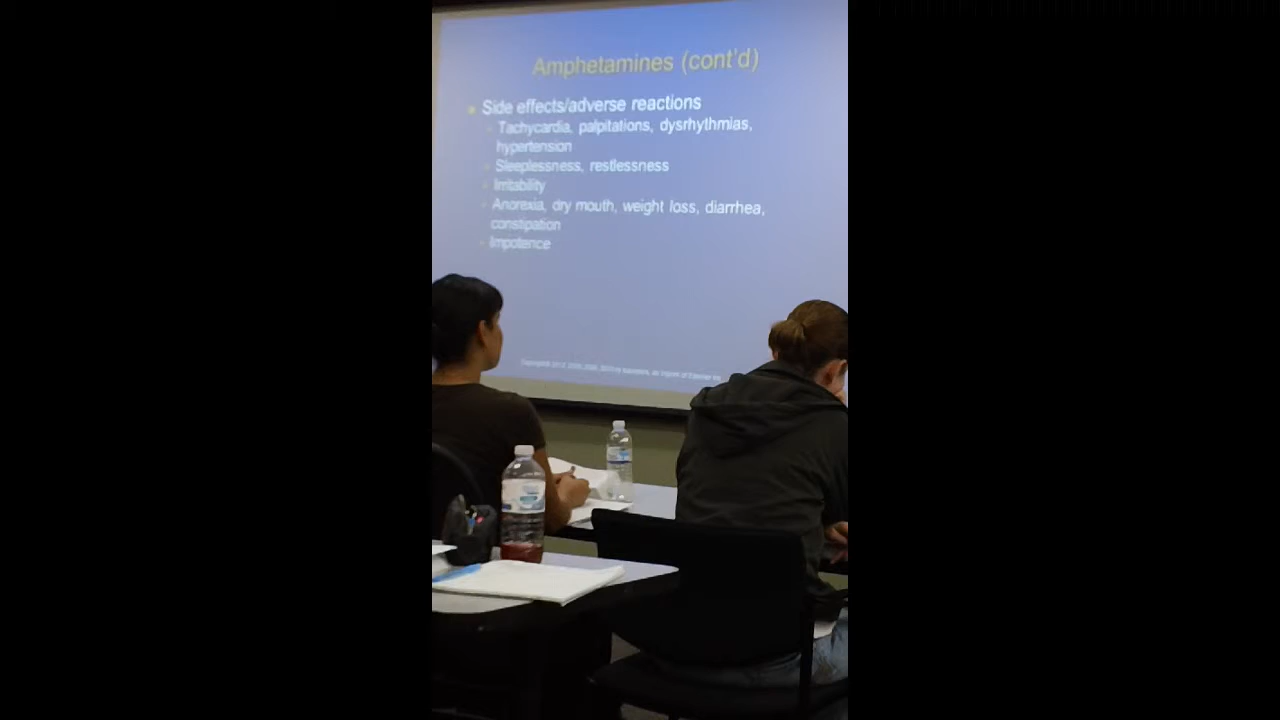 Amphetamines (cont'd)
Side effects/adverse reactions
Tachycardia, palpitations, dysrhythmias,
hypertension
Sleeplessness, restlessness
Irritability
Anorexia, dry mouth, weight loss, diarrhea,
constipation
Impotence